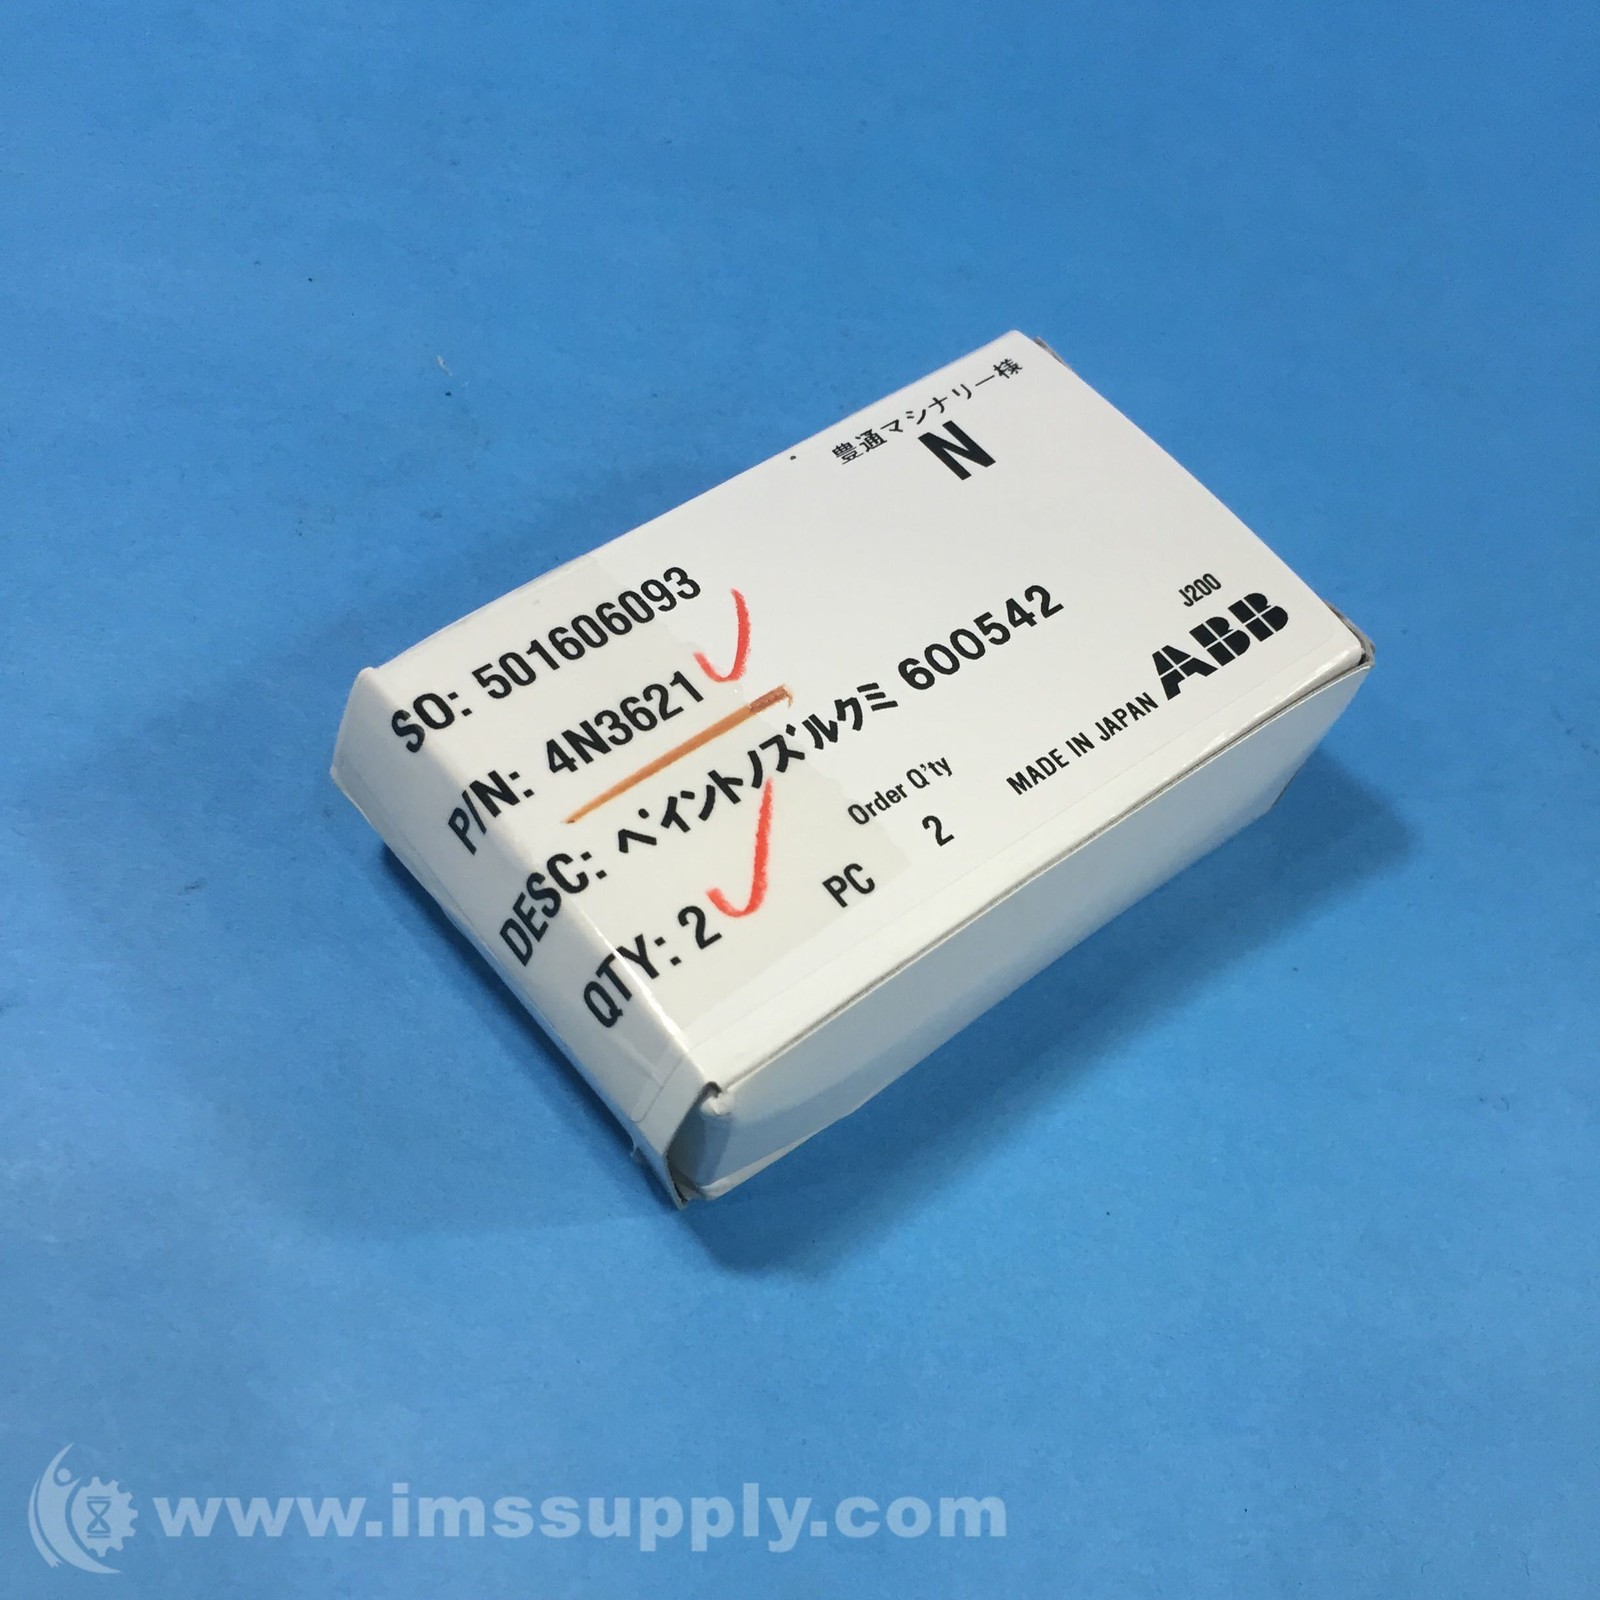 豊通マシナリー様
N
SO: 501606093
P/N: 4N3621
DESC: ペイントノズルクミ 600542
QTY: 2
PC
Order Q'ty
2
J200
MADE IN JAPAN ABB
www.imssupply.com